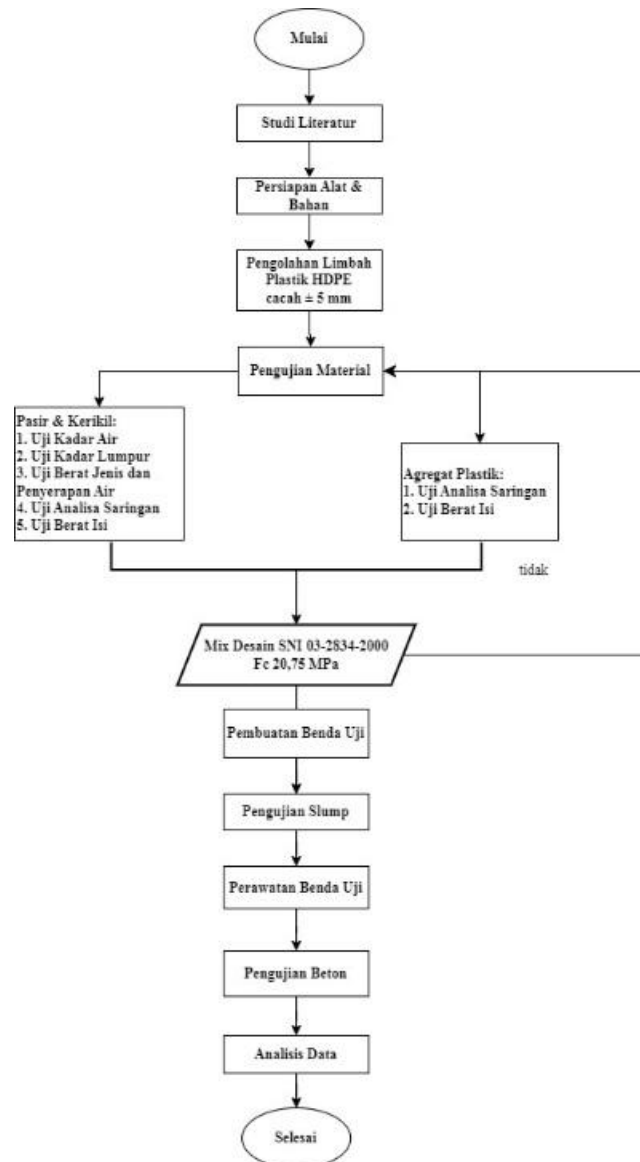 Mulai
Studi Literatur
Persiapan Alat &
Bahan
Pengolahan Limbah
Plastik HDPE
cacah ± 5 mm
Pengujian Material
Pasir & Kerikil:
1. Uji Kadar Air
2. Uji Kadar Lumpur
3. Uji Berat Jenis dan
Penyerapan Air
4. Uji Analisa Saringan
5. Uji Berat Isi
Agregat Plastik:
1. Uji Analisa Saringan
2. Uji Berat Isi
tidak
Mix Desain SNI 03-2834-2000
Fc 20,75 MPa
Pembuatan Benda Uji
Pengujian Slump
Perawatan Benda Uji
Pengujian Beton
Analisis Data
Selesai